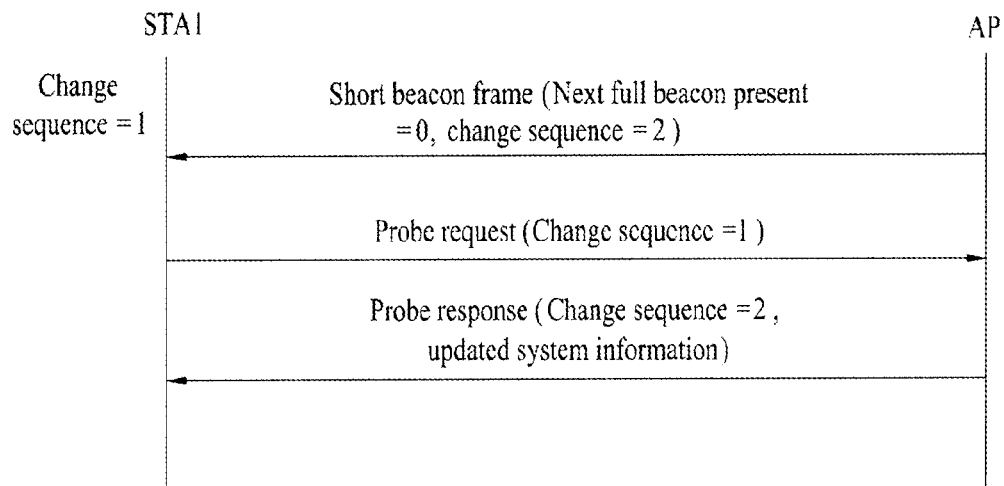 STA1
AP
Change
sequence =1
Short beacon frame (Next full beacon present
=0, change sequence =2)
Probe request (Change sequence =1)
Probe response (Change sequence =2,
updated system information)